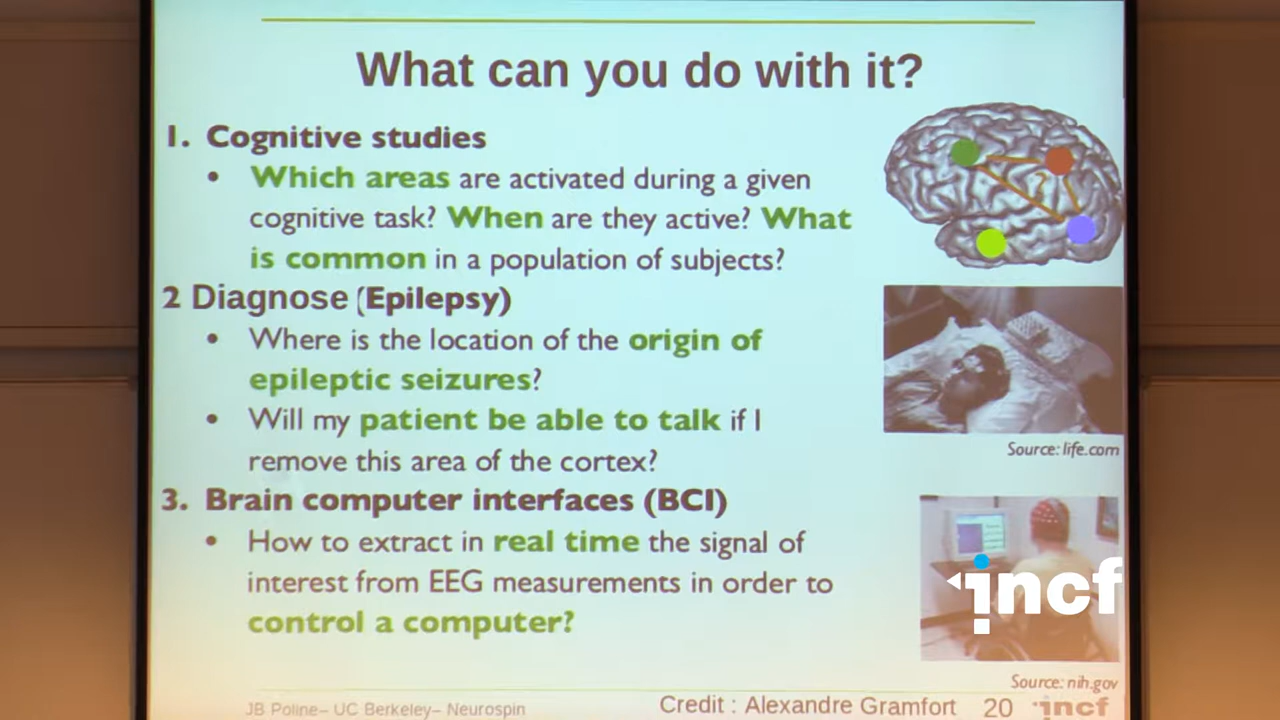 What can you do with it?
1. Cognitive studies
• Which areas are activated during a given
cognitive task? When are they active? What
is common in a population of subjects?
2 Diagnose (Epilepsy)
• Where is the location of the origin of
epileptic seizures?
• Will my patient be able to talk if I
remove this area of the cortex?
3. Brain computer interfaces (BCI)
• How to extract in real time the signal of
interest from EEG measurements in order to
control a computer?
?
Source: life.com
incf
Source: nih.gov
JB Poline– UC Berkeley– Neurospin
Credit : Alexandre Gramfort 20 incf